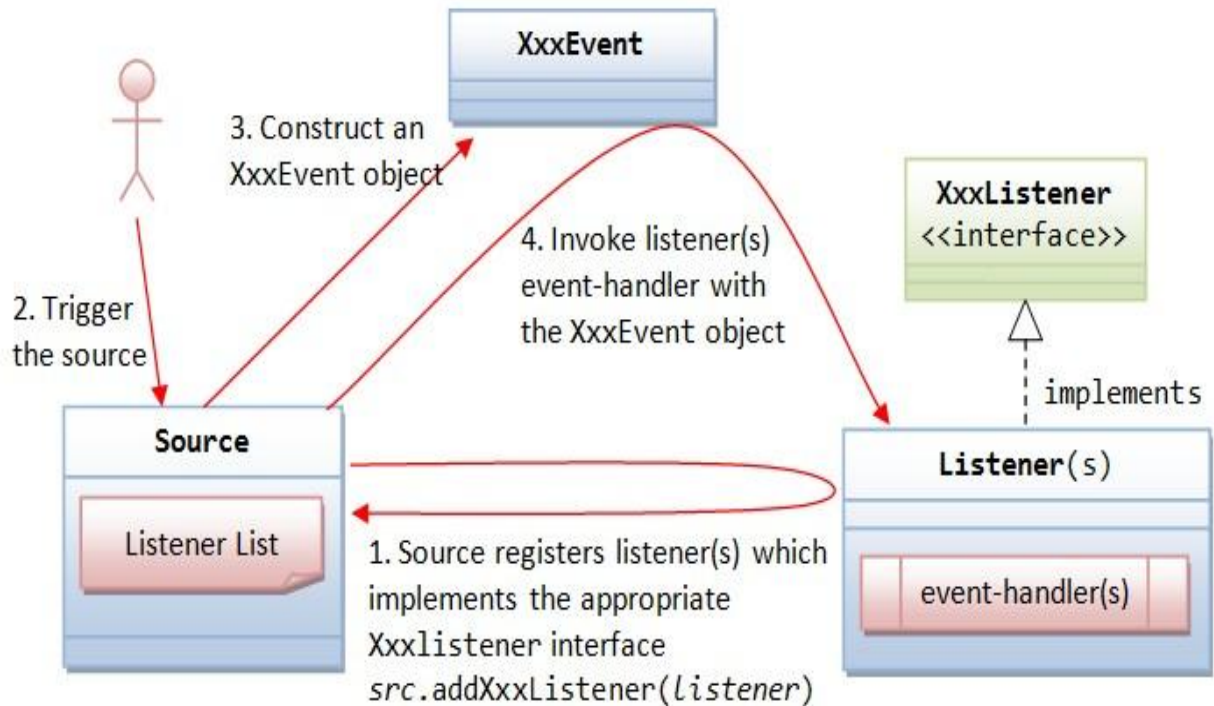 XxxEvent
3. Construct an
XxxEvent object
XxxListener
<<interface>>
4. Invoke listener(s)
event-handler with
the XxxEvent object
2. Trigger
the source
implements
Source
Listener List
Listener(s)
event-handler(s)
1. Source registers listener(s) which
implements the appropriate
Xxxlistener interface
src.addXxxListener(listener)